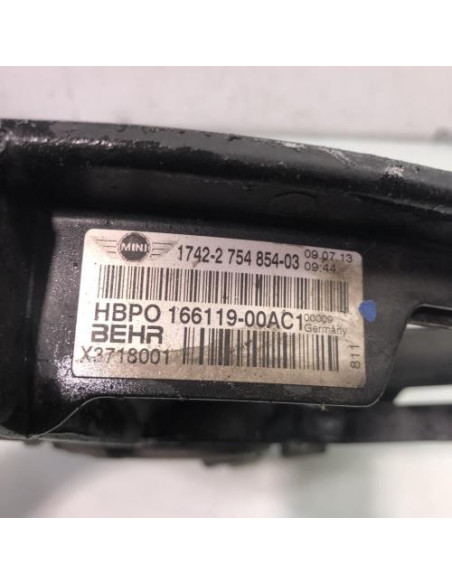 MINI 1742-2 754 854-03 09.07.13
09:44
HBPO 166119-00AC1 00009
Germany
BEHR
X3718001
811